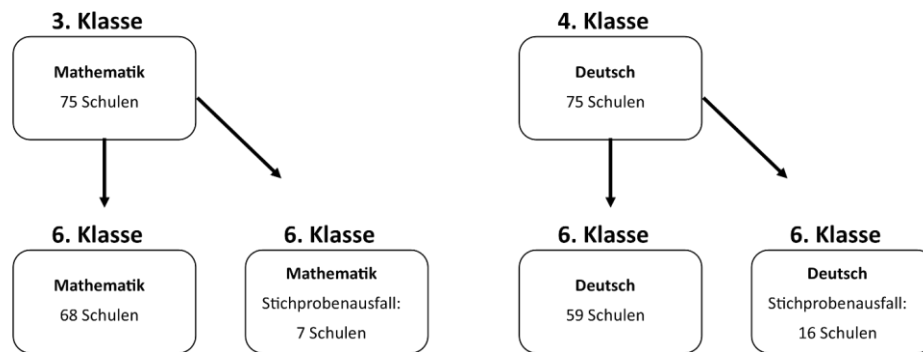 3. Klasse
Mathematik
75 Schulen
4. Klasse
Deutsch
75 Schulen
6. Klasse
Mathematik
68 Schulen
6. Klasse
Mathematik
Stichprobenausfall:
7 Schulen
6. Klasse
Deutsch
59 Schulen
6. Klasse
Deutsch
Stichprobenausfall:
16 Schulen